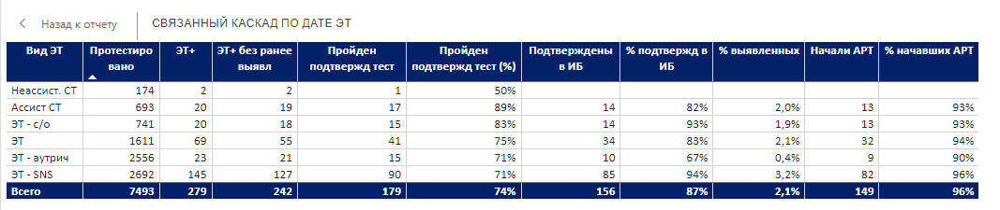 Назад к отчету СВЯЗАННЫЙ КАСКАД ПО ДАТЕ ЭТ
Вид ЭТ Протестировано ЭТ+ ЭТ+ без ранее выявл Пройден подтвержд тест Пройден подтвержд тест (%) Подтверждены в ИБ % подтвержд в ИБ % выявленных Начали АРТ % начавших АРТ
Неассист. СТ 174 2 2 1 50%
Ассист СТ 693 20 19 17 89% 14 82% 2,0% 13 93%
ЭТ - с/о 741 20 18 15 83% 14 93% 1,9% 13 93%
ЭТ 1611 69 55 41 75% 34 83% 2,1% 32 94%
ЭТ - аутрич 2556 23 21 15 71% 10 67% 0,4% 9 90%
ЭТ - SNS 2692 145 127 90 71% 85 94% 3,2% 82 96%
Всего 7493 279 242 179 74% 156 87% 2,1% 149 96%